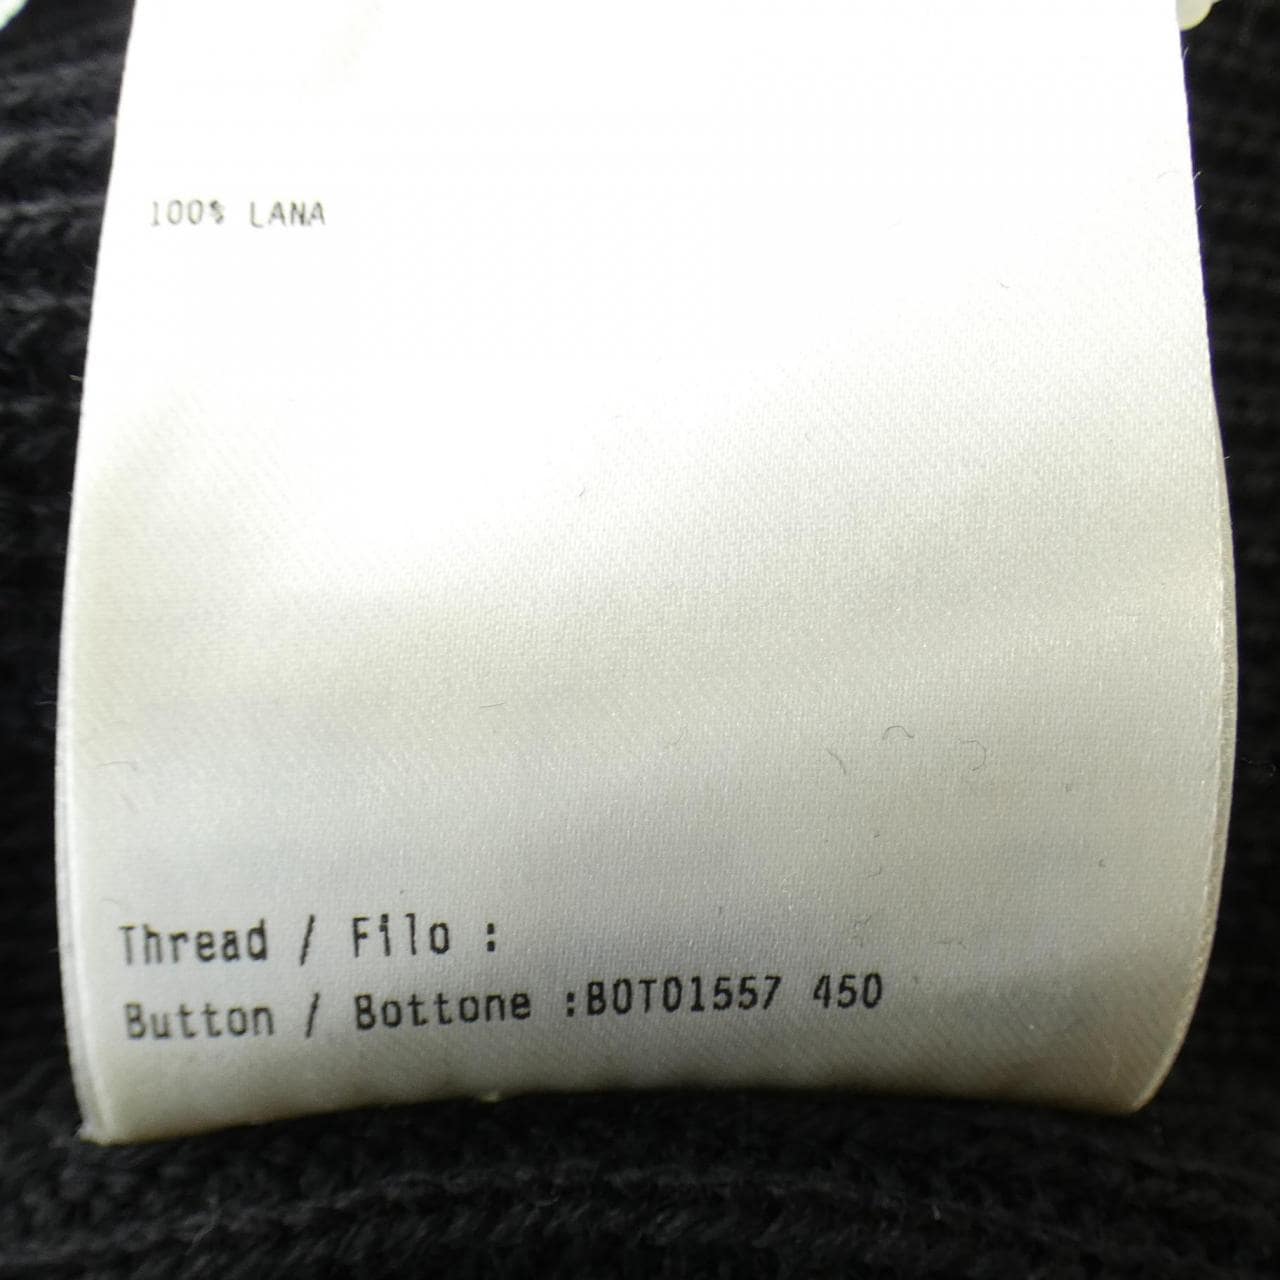 100% LANA
Thread / Filo :
Button / Bottone :BOT01557 450